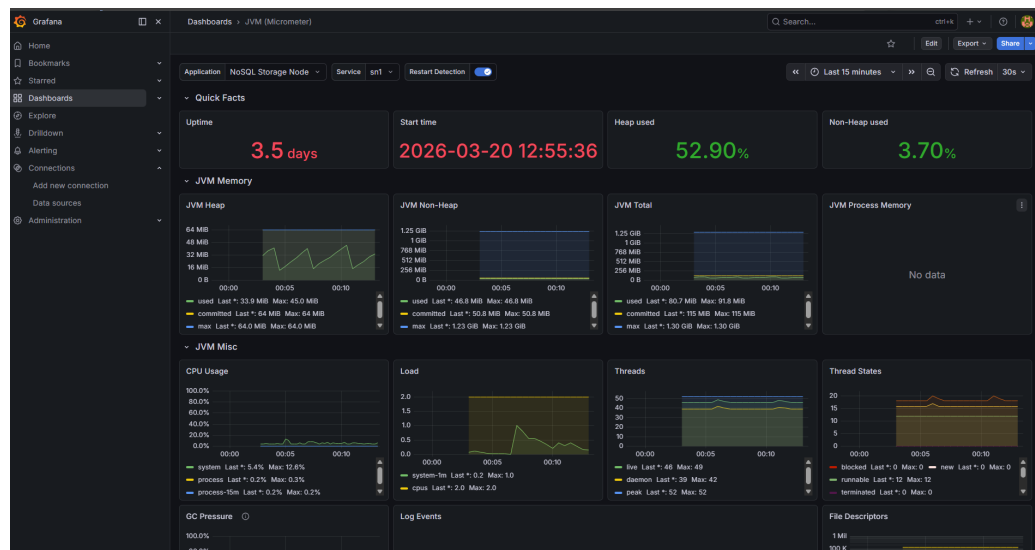 Grafana
Dashboards › JVM (Micrometer)
Search...
ctrl+k
Home
Edit
Export
Share
Bookmarks
Starred
Application
NoSQL Storage Node
Service
sn1
Restart Detection
Last 15 minutes
Refresh
30s
Dashboards
Quick Facts
Explore
Drilldown
Alerting
Connections
Add new connection
Data sources
Administration
Uptime
3.5 days
Start time
2026-03-20 12:55:36
Heap used
52.90%
Non-Heap used
3.70%
JVM Memory
JVM Heap
64 MiB
48 MiB
32 MiB
16 MiB
0 B
00:00 00:05 00:10
used Last *: 33.9 MiB Max: 45.0 MiB
committed Last *: 64 MiB Max: 64 MiB
max Last *: 64.0 MiB Max: 64.0 MiB
JVM Non-Heap
1.25 GiB
1 GiB
768 MiB
512 MiB
256 MiB
0 B
00:00 00:05 00:10
used Last *: 46.8 MiB Max: 46.8 MiB
committed Last *: 50.8 MiB Max: 50.8 MiB
max Last *: 1.23 GiB Max: 1.23 GiB
JVM Total
1.25 GiB
1 GiB
768 MiB
512 MiB
256 MiB
0 B
00:00 00:05 00:10
used Last *: 80.7 MiB Max: 91.8 MiB
committed Last *: 115 MiB Max: 115 MiB
max Last *: 1.30 GiB Max: 1.30 GiB
JVM Process Memory
No data
JVM Misc
CPU Usage
100.0%
80.0%
60.0%
40.0%
20.0%
0.0%
00:00 00:05 00:10
system Last *: 5.4% Max: 12.6%
process Last *: 0.2% Max: 0.3%
process-15m Last *: 0.2% Max: 0.2%
Load
2.0
1.5
1.0
0.5
0.0
00:00 00:05 00:10
system-1m Last *: 0.2 Max: 1.0
cpus Last *: 2.0 Max: 2.0
Threads
50
40
30
20
10
0
00:00 00:05 00:10
live Last *: 46 Max: 49
daemon Last *: 39 Max: 42
peak Last *: 52 Max: 52
Thread States
20
15
10
5
0
00:00 00:05 00:10
blocked Last *: 0 Max: 0 new Last *: 0 Max: 0
runnable Last *: 12 Max: 12
terminated Last *: 0 Max: 0
GC Pressure
100.0%
Log Events
File Descriptors
1 Mil
100 K